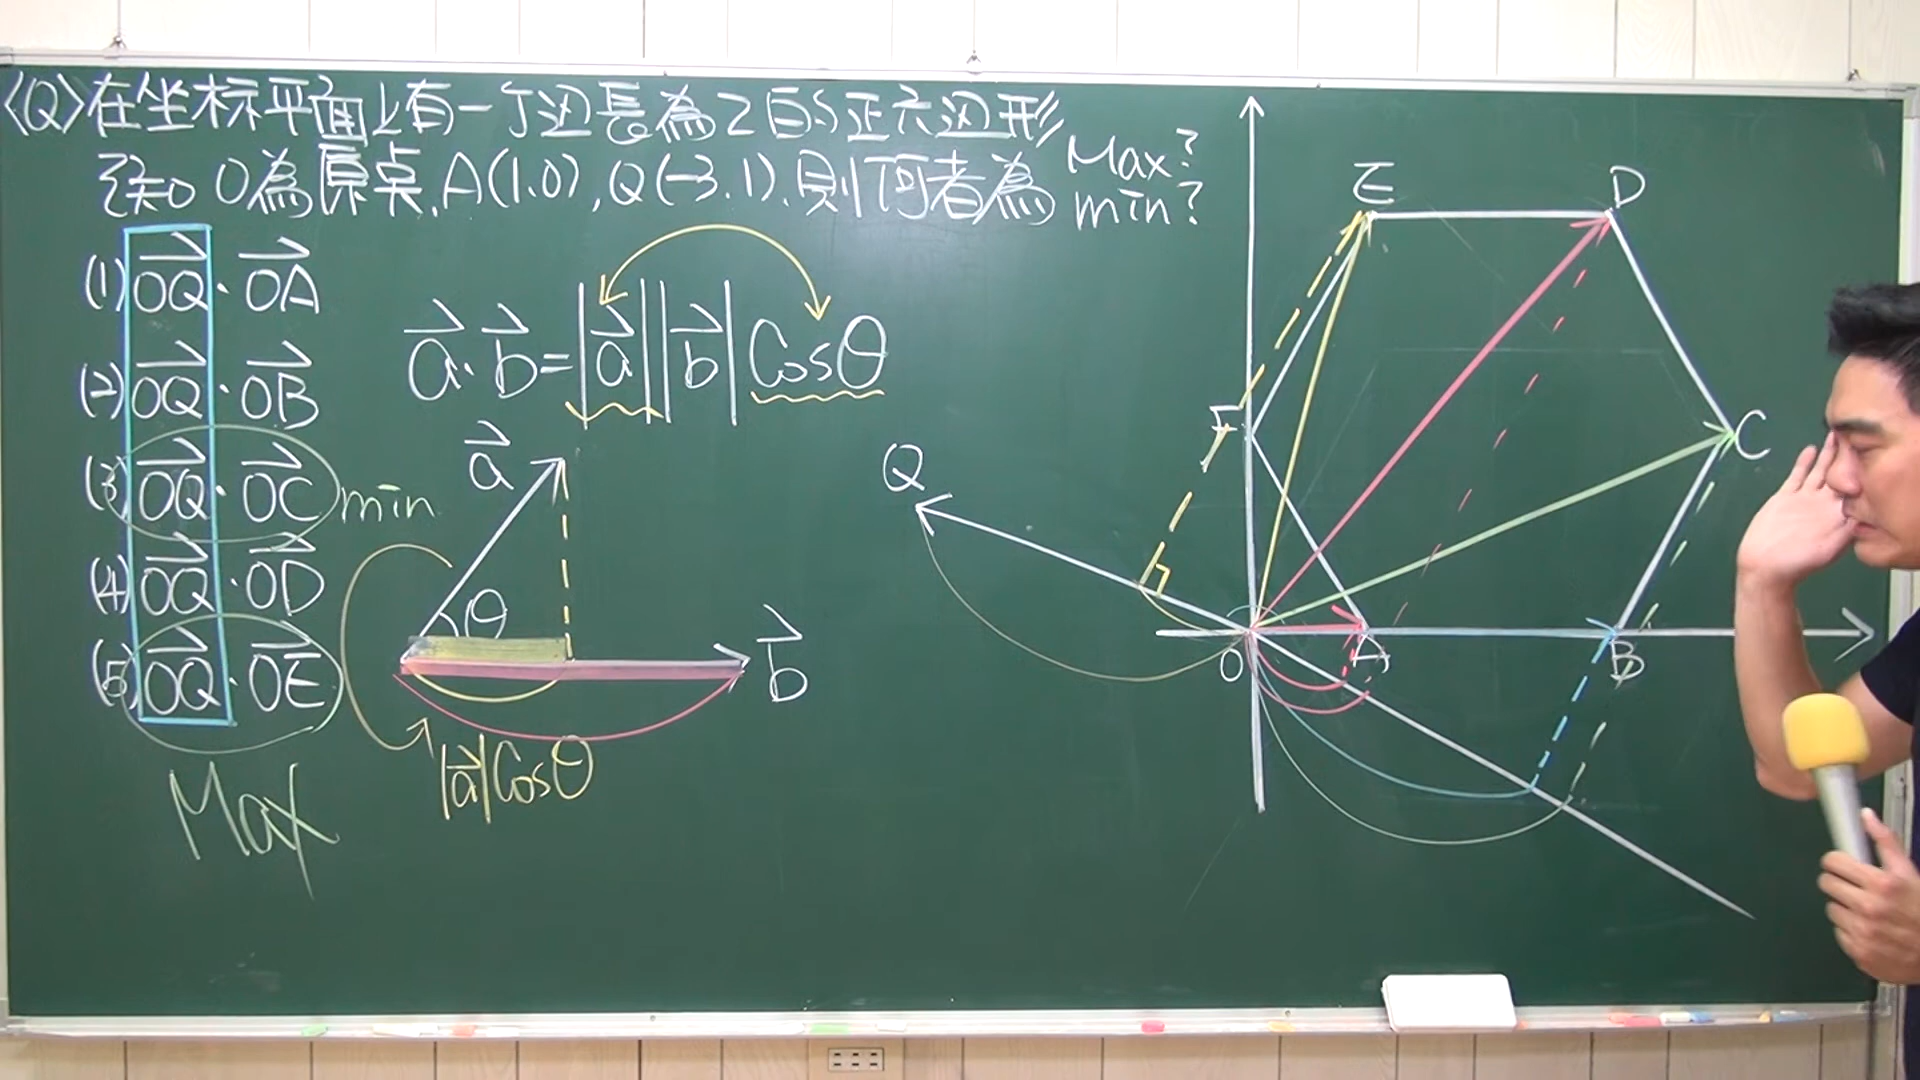 <Q>在坐标平面上有一个边長為2的正六边形
已知O為原点,A(1.0),Q(-3.1).則何者為 Max?
min?
(1) OQ⃗·OA⃗
(2) OQ⃗·OB⃗
(3) OQ⃗·OC⃗ min
(4) OQ⃗·OD⃗
(5) OQ⃗·OE⃗
Max
a⃗·b⃗=|a⃗||b⃗|Cosθ
a⃗
θ
b⃗
|a⃗|Cosθ
E
D
F
C
Q
O
A
B